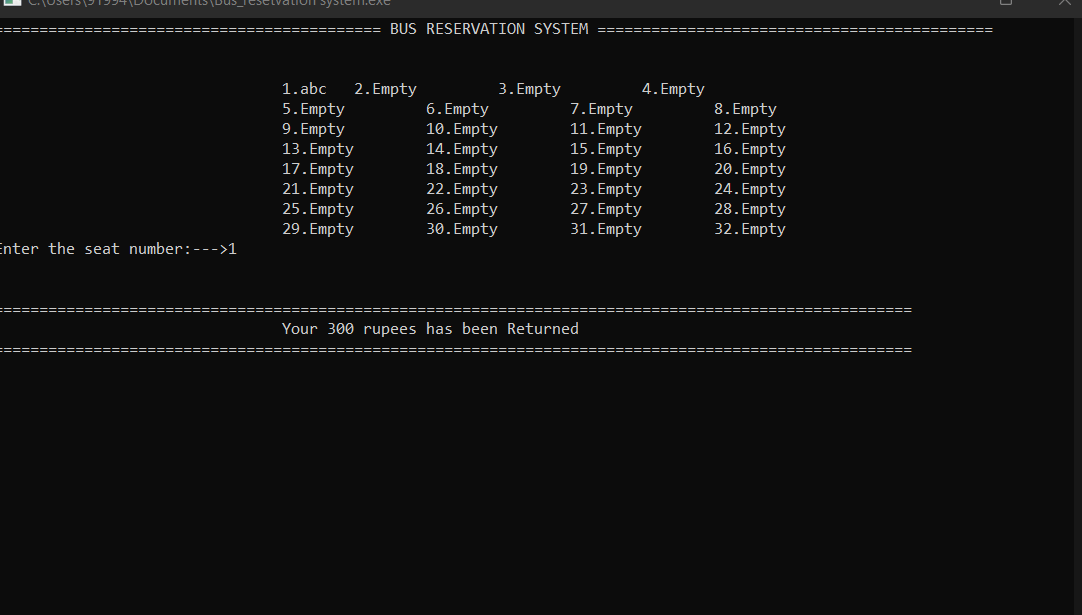 C:\Users\91994\Documents\Bus_resetvation system.exe
============================================ BUS RESERVATION SYSTEM ============================================
1.abc 2.Empty 3.Empty 4.Empty
5.Empty 6.Empty 7.Empty 8.Empty
9.Empty 10.Empty 11.Empty 12.Empty
13.Empty 14.Empty 15.Empty 16.Empty
17.Empty 18.Empty 19.Empty 20.Empty
21.Empty 22.Empty 23.Empty 24.Empty
25.Empty 26.Empty 27.Empty 28.Empty
29.Empty 30.Empty 31.Empty 32.Empty
Enter the seat number:--->1
======================================================================================================
Your 300 rupees has been Returned
======================================================================================================